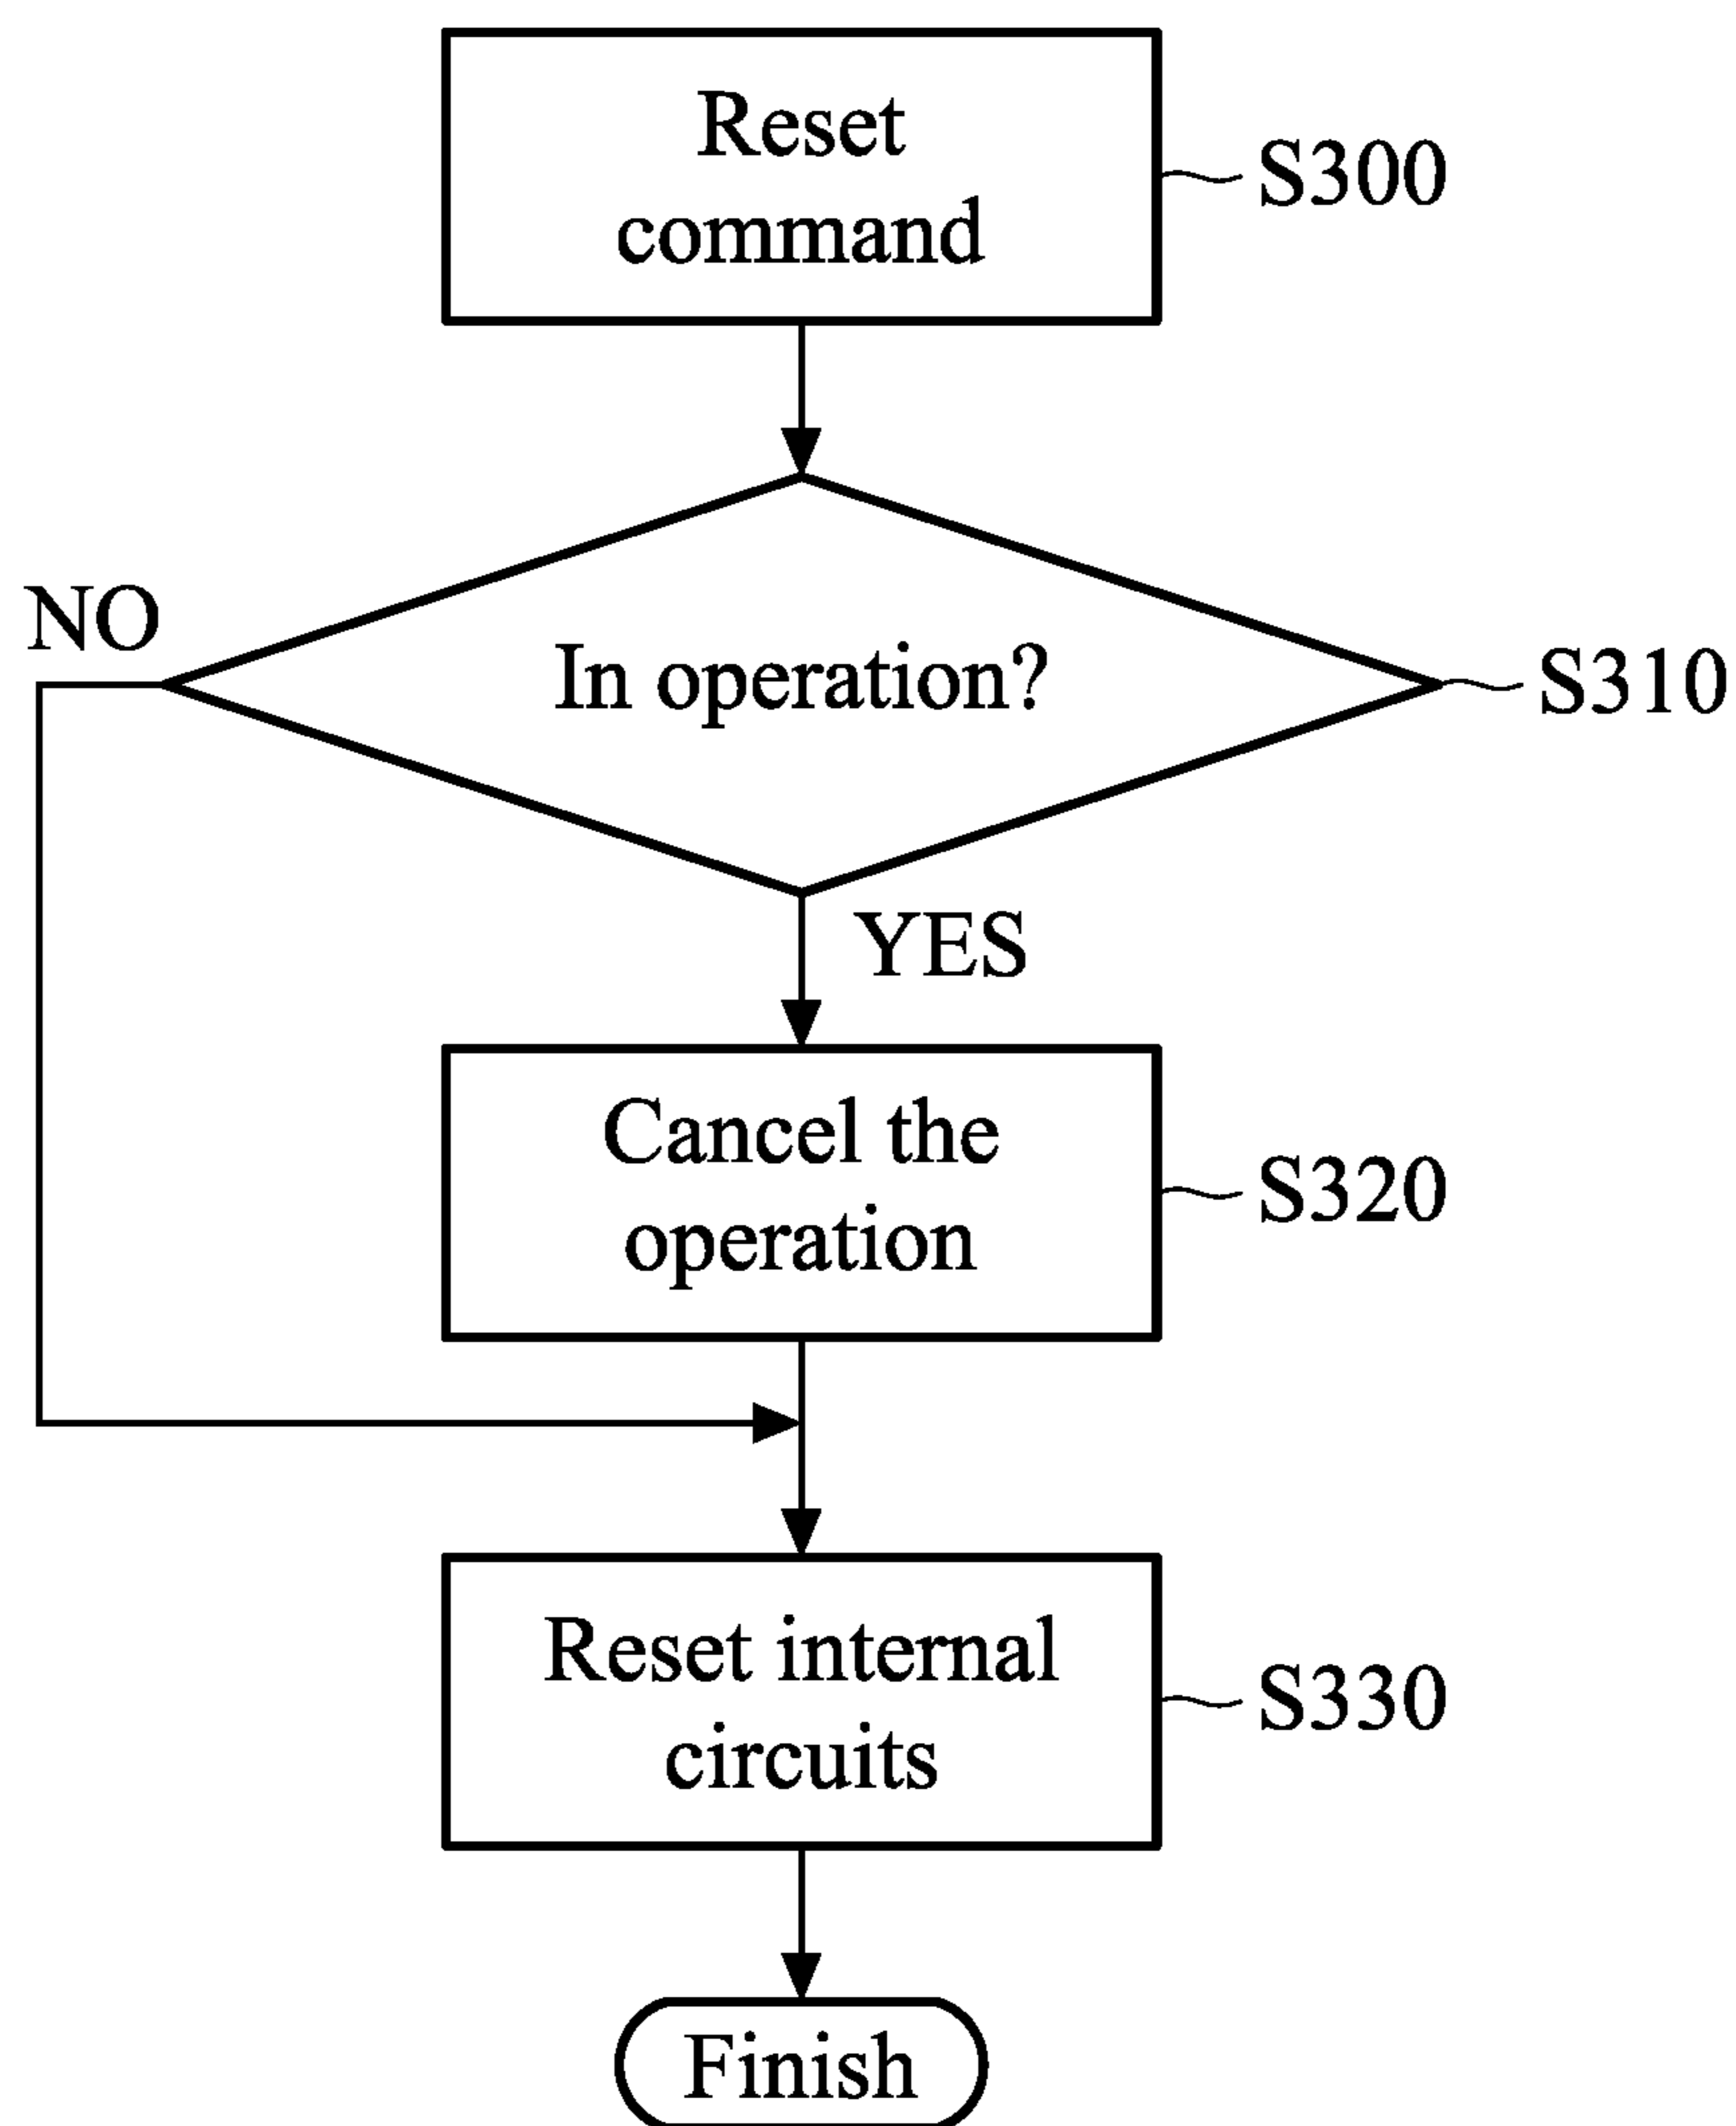 Reset
command
S300
NO
In operation?
S310
YES
Cancel the
operation
S320
Reset internal
circuits
S330
Finish